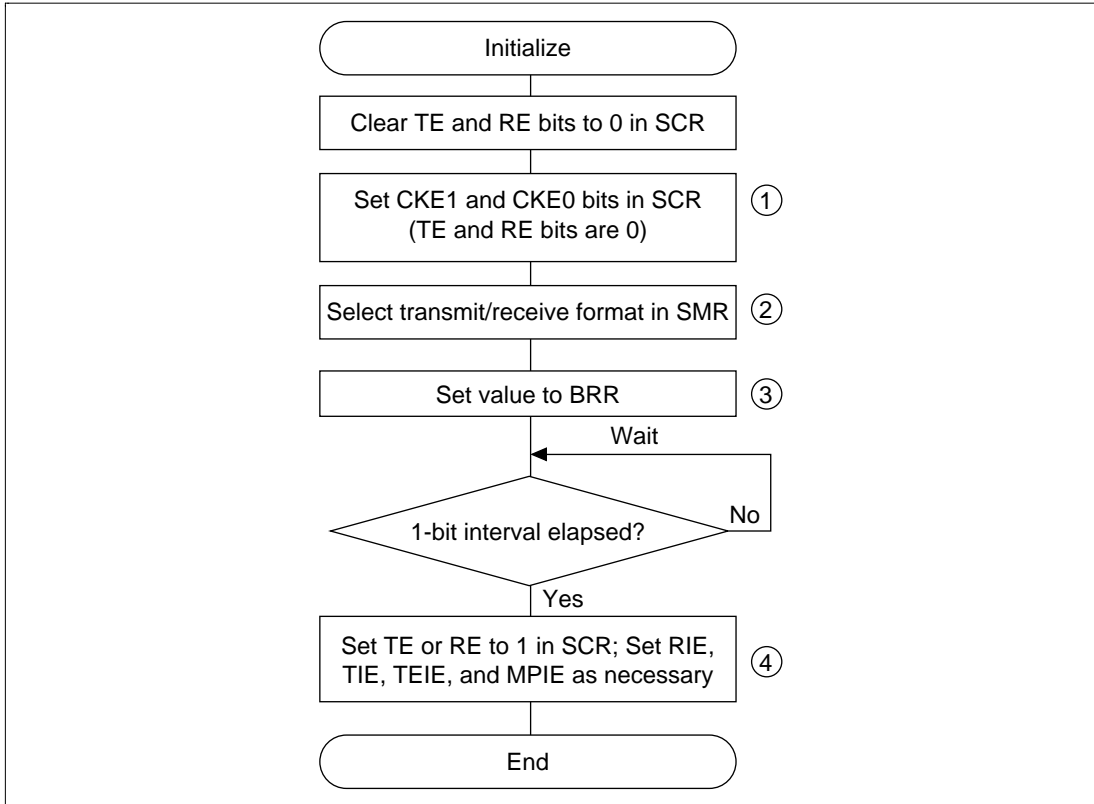 Initialize
Clear TE and RE bits to 0 in SCR
Set CKE1 and CKE0 bits in SCR
(TE and RE bits are 0)
1
Select transmit/receive format in SMR
2
Set value to BRR
3
Wait
1-bit interval elapsed?
No
Yes
Set TE or RE to 1 in SCR; Set RIE,
TIE, TEIE, and MPIE as necessary
4
End